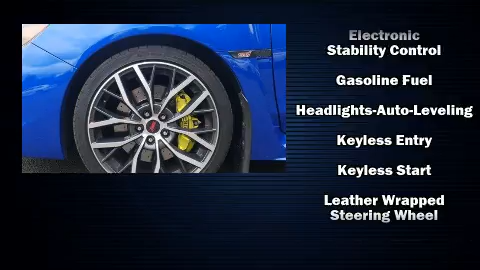 Electronic
Stability Control
Gasoline Fuel
Headlights-Auto-Leveling
Keyless Entry
Keyless Start
Leather Wrapped
Steering Wheel